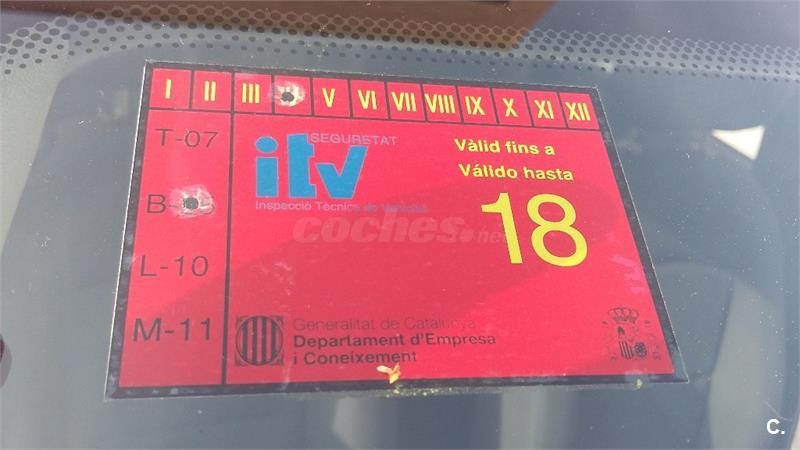 I II III V VI VII VIII IX X XI XII
T-07
SEGURETAT
itv
Inspecció Tècnica de Vehicles
Vàlid fins a
Válido hasta
18
B-
coches.net
L-10
M-11
Generalitat de Catalunya
Departament d'Empresa
i Coneixement
C.